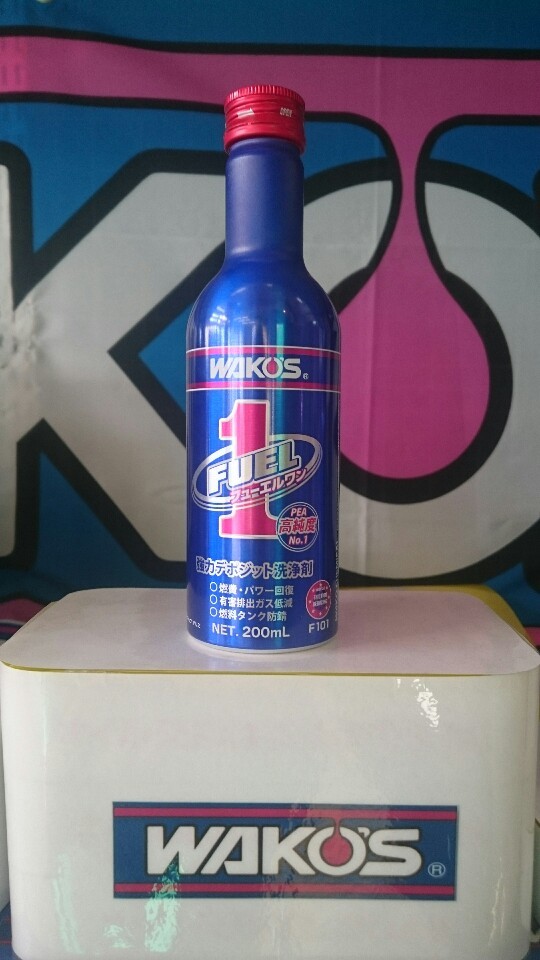 WAKO'S
1
FUEL
フューエルワン
PEA
高純度
No.1
強力デポジット洗浄剤
○燃費・パワー回復
○有害排出ガス低減
○燃料タンク防錆
NET. 200mL F101
WAKO'S®